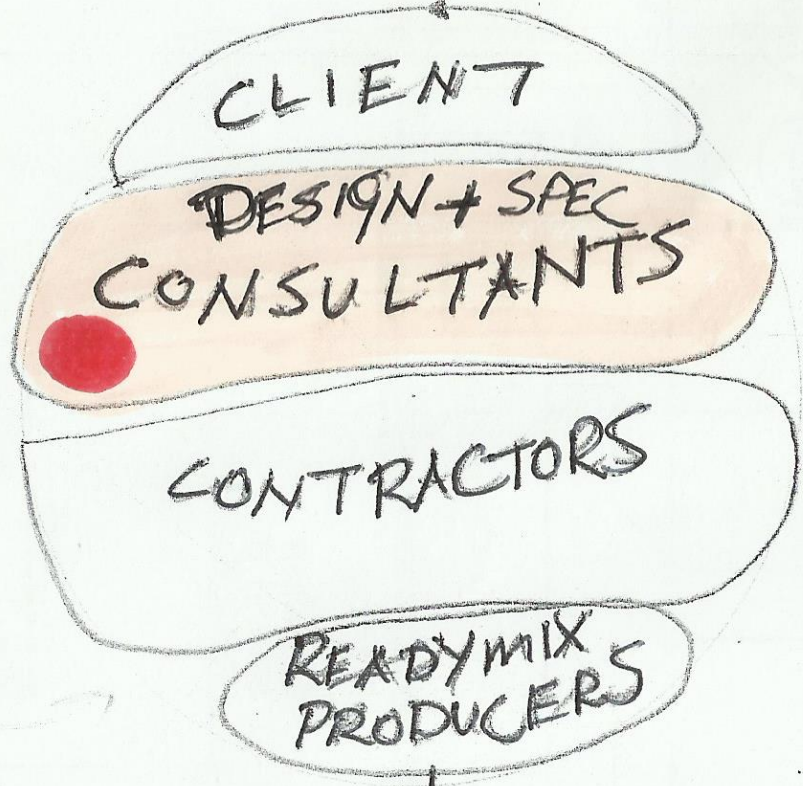 CLIENT
DESIGN + SPEC
CONSULTANTS
CONTRACTORS
READYMIX
PRODUCERS